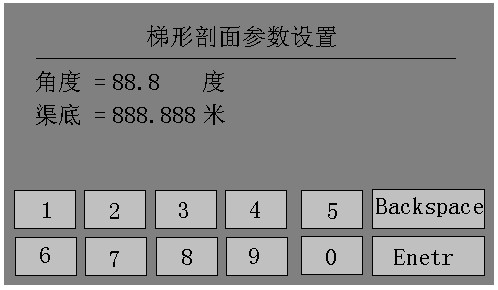 梯形剖面参数设置
角度 =88.8 度
渠底 =888.888 米
1 2 3 4 5 Backspace
6 7 8 9 0 Enetr